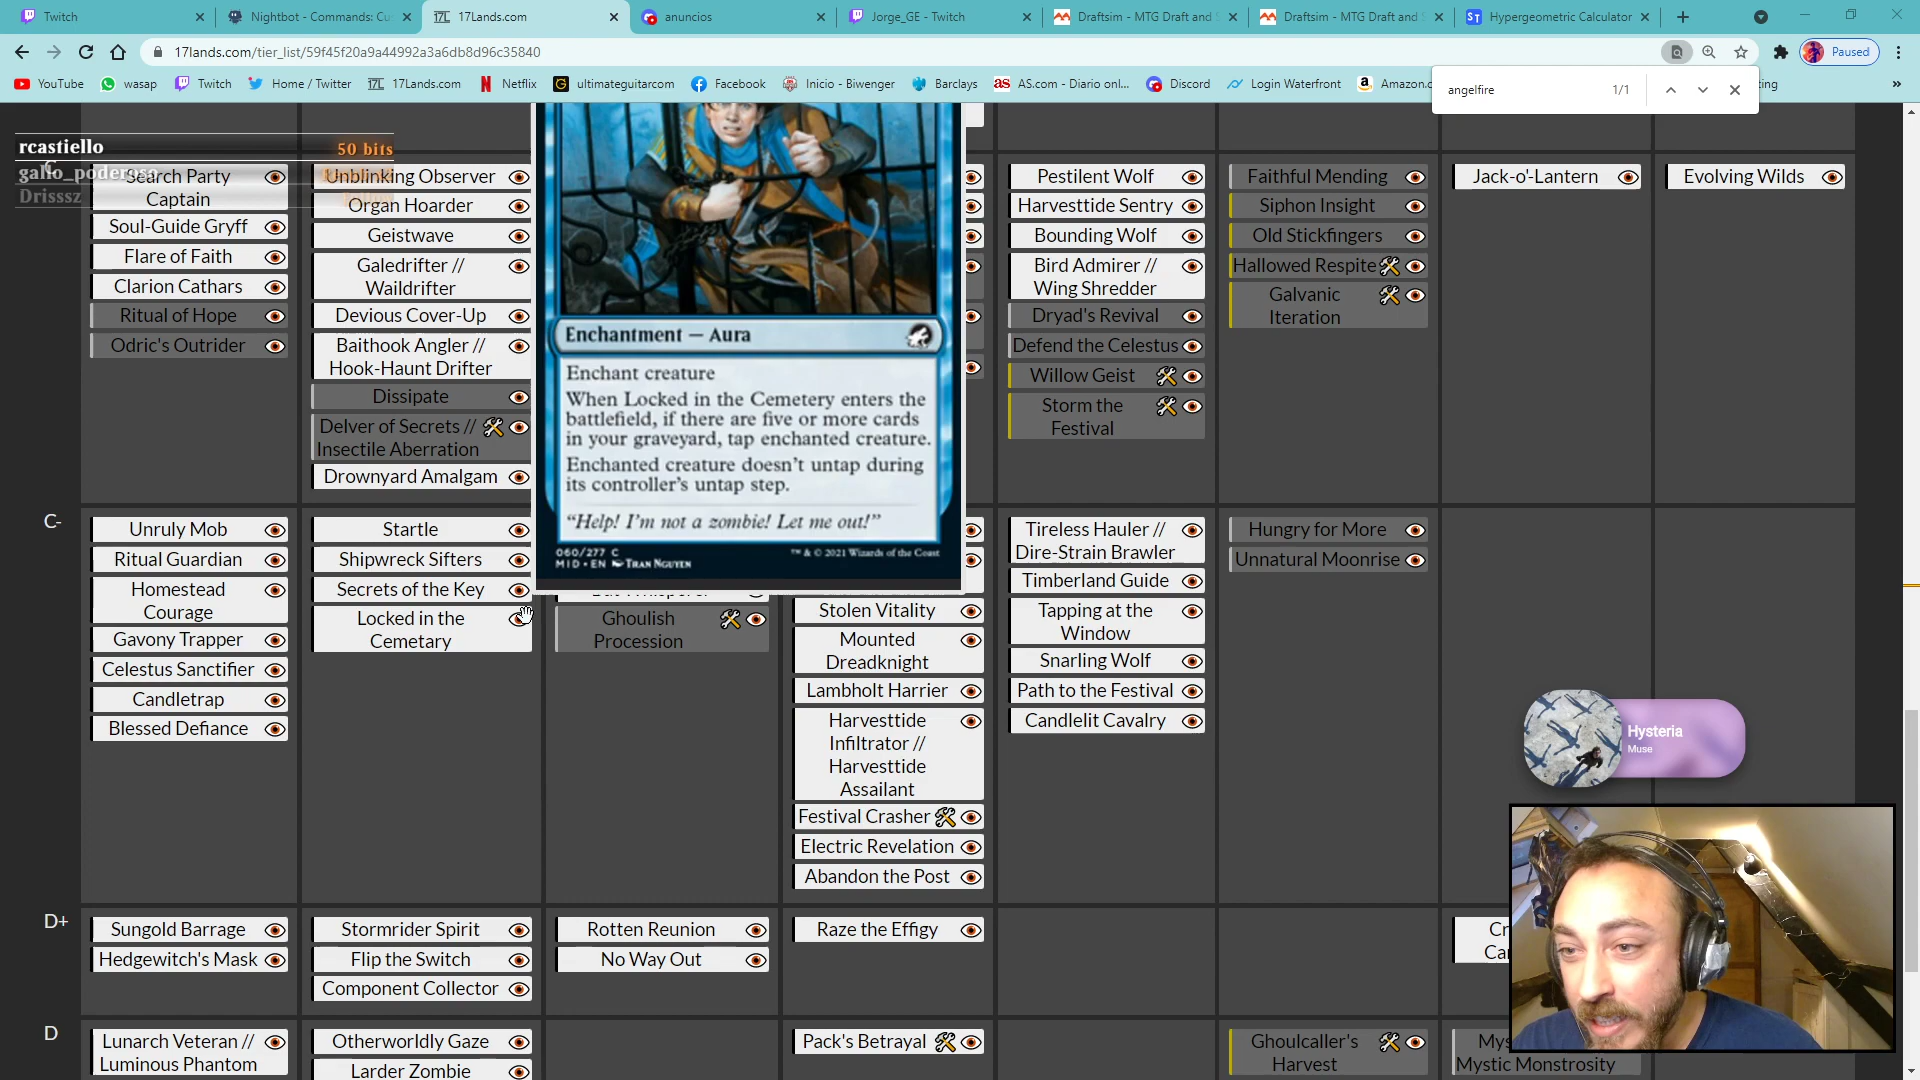 Twitch
Nightbot - Commands: Cu
17Lands.com
anuncios
Jorge_GE - Twitch
Draftsim - MTG Draft and
Draftsim - MTG Draft and
Hypergeometric Calculator
17lands.com/tier_list/59f45f20a9a44992a3a6db8d96c35840
Paused
YouTube
wasap
Twitch
Home / Twitter
17Lands.com
Netflix
ultimateguitarcom
Facebook
Inicio - Biwenger
Barclays
AS.com - Diario onl...
Discord
Login Waterfront
Amazon.c
angelfire
1/1
rcastiello
50 bits
gallo_poderoso
Drisssz
Search Party
Captain
Soul-Guide Gryff
Flare of Faith
Clarion Cathars
Ritual of Hope
Odric's Outrider
Unblinking Observer
Organ Hoarder
Geistwave
Galedrifter //
Waildrifter
Devious Cover-Up
Baithook Angler //
Hook-Haunt Drifter
Dissipate
Delver of Secrets //
Insectile Aberration
Drownyard Amalgam
Enchantment — Aura
Enchant creature
When Locked in the Cemetery enters the
battlefield, if there are five or more cards
in your graveyard, tap enchanted creature.
Enchanted creature doesn't untap during
its controller's untap step.
"Help! I'm not a zombie! Let me out!"
060/277 C
MID • EN Tran Nguyen
™ & © 2021 Wizards of the Coast
Pestilent Wolf
Harvesttide Sentry
Bounding Wolf
Bird Admirer //
Wing Shredder
Dryad's Revival
Defend the Celestus
Willow Geist
Storm the
Festival
Faithful Mending
Siphon Insight
Old Stickfingers
Hallowed Respite
Galvanic
Iteration
Jack-o'-Lantern
Evolving Wilds
C-
Unruly Mob
Ritual Guardian
Homestead
Courage
Gavony Trapper
Celestus Sanctifier
Candletrap
Blessed Defiance
Startle
Shipwreck Sifters
Secrets of the Key
Locked in the
Cemetary
Ghoulish
Procession
Stolen Vitality
Mounted
Dreadknight
Lambholt Harrier
Harvesttide
Infiltrator //
Harvesttide
Assailant
Festival Crasher
Electric Revelation
Abandon the Post
Tireless Hauler //
Dire-Strain Brawler
Timberland Guide
Tapping at the
Window
Snarling Wolf
Path to the Festival
Candlelit Cavalry
Hungry for More
Unnatural Moonrise
Hysteria
Muse
D+
Sungold Barrage
Hedgewitch's Mask
Stormrider Spirit
Flip the Switch
Component Collector
Rotten Reunion
No Way Out
Raze the Effigy
Cr
Car
D
Lunarch Veteran //
Luminous Phantom
Otherworldly Gaze
Larder Zombie
Pack's Betrayal
Ghoulcaller's
Harvest
Mys
Mystic Monstrosity